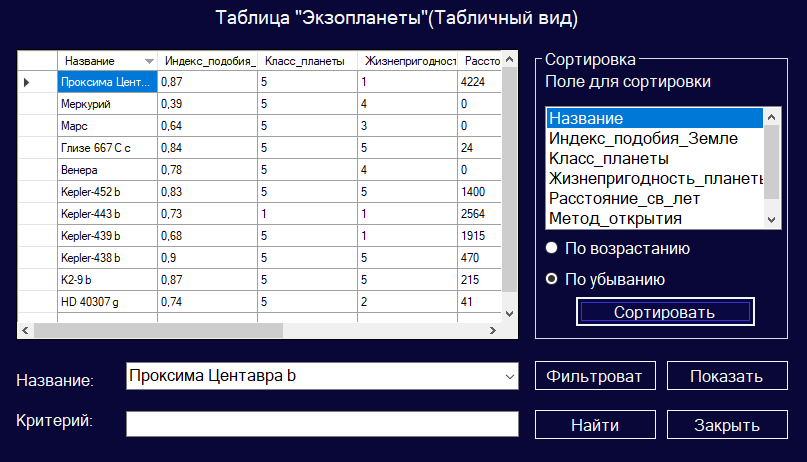 Таблица "Экзопланеты"(Табличный вид)
Название Индекс_подобия_ Класс_планеты Жизнепригодност Рассто
Проксима Цент... 0,87 5 1 4224
Меркурий 0,39 5 4 0
Марс 0,64 5 3 0
Глизе 667 C c 0,84 5 5 24
Венера 0,78 5 4 0
Kepler-452 b 0,83 5 5 1400
Kepler-443 b 0,73 1 1 2564
Kepler-439 b 0,68 5 1 1915
Kepler-438 b 0,9 5 5 470
K2-9 b 0,87 5 5 215
HD 40307 g 0,74 5 2 41
Сортировка
Поле для сортировки
Название
Индекс_подобия_Земле
Класс_планеты
Жизнепригодность_планеты
Расстояние_св_лет
Метод_открытия
По возрастанию
По убыванию
Сортировать
Название: Проксима Центавра b
Фильтроват Показать
Критерий:
Найти Закрыть